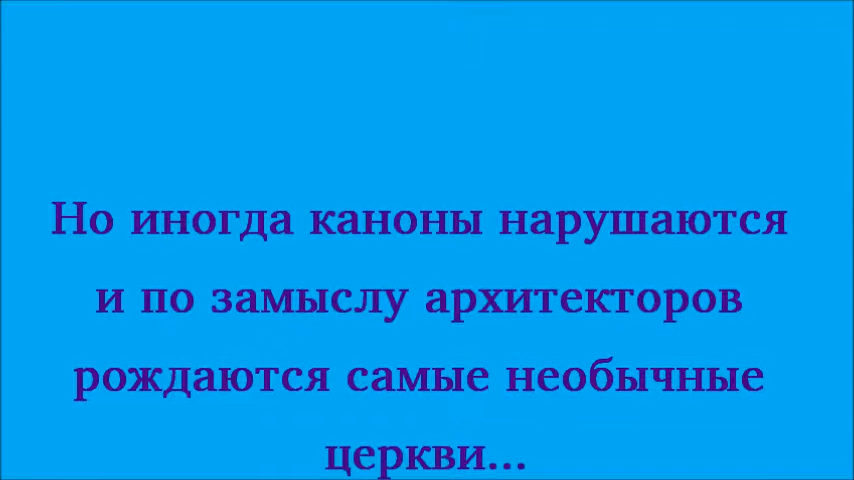 Но иногда каноны нарушаются
и по замыслу архитекторов
рождаются самые необычные
церкви...